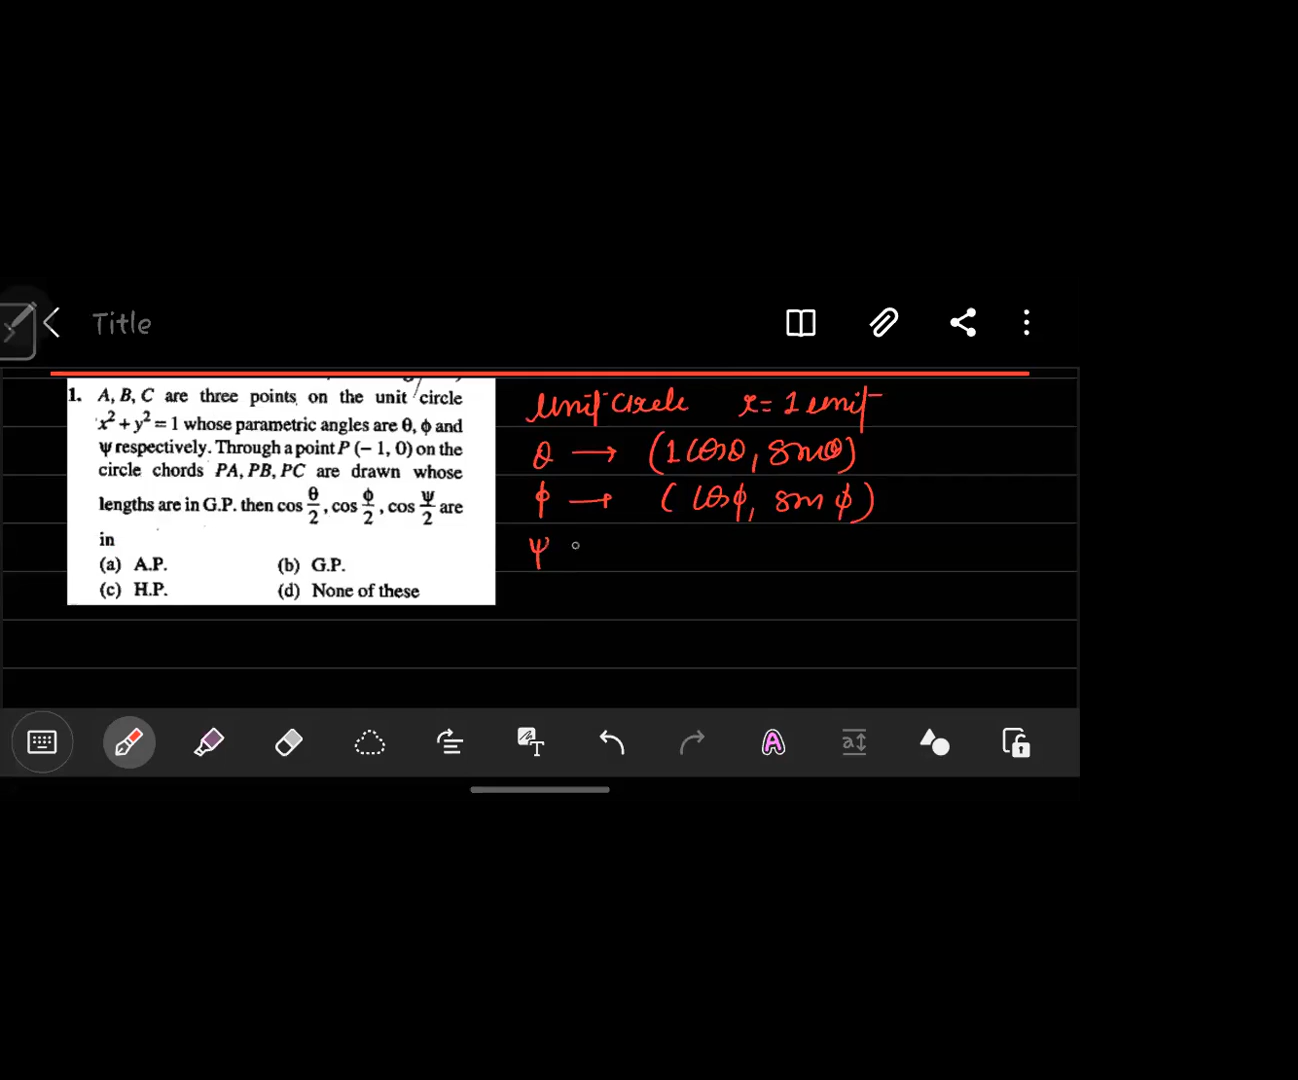 Title
1. A, B, C are three points on the unit circle
x² + y² = 1 whose parametric angles are θ, ϕ and
ψ respectively. Through a point P (– 1, 0) on the
circle chords PA, PB, PC are drawn whose
lengths are in G.P. then cos θ/2, cos ϕ/2, cos ψ/2 are
in
(a) A.P. (b) G.P.
(c) H.P. (d) None of these
unit circle r = 1 unit
θ → (1 cosθ, sinθ)
ϕ → (cosϕ, sin ϕ)
ψ